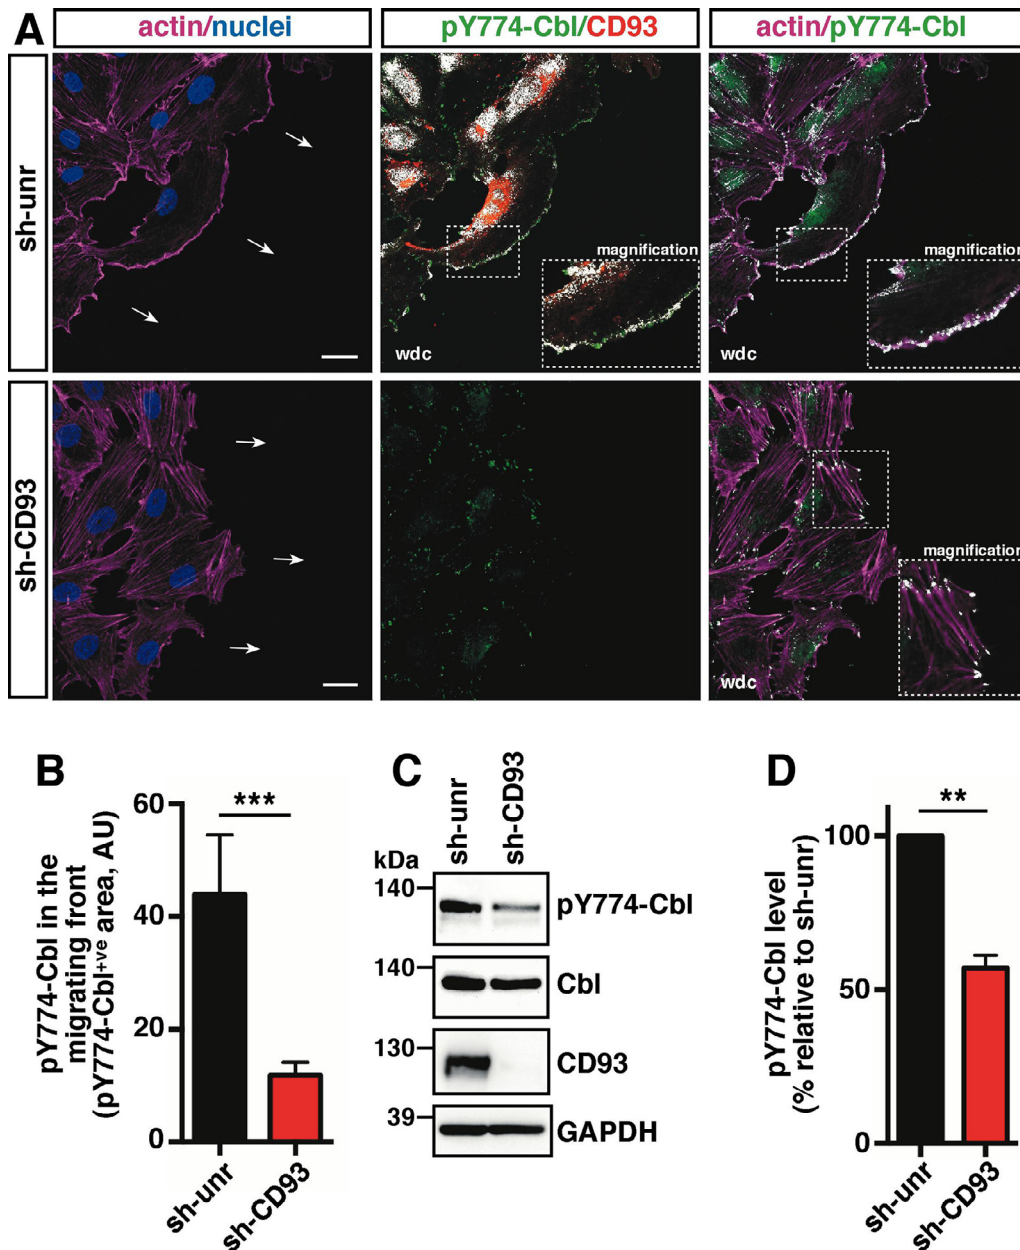 A
actin/nuclei
pY774-Cbl/CD93
actin/pY774-Cbl
sh-unr
magnification
wdc
magnification
wdc
sh-CD93
magnification
wdc
B
pY774-Cbl in the
migrating front
(pY774-Cbl+ve area, AU)
60
40
20
0
***
sh-unr
sh-CD93
C
sh-unr
sh-CD93
kDa
140
pY774-Cbl
140
Cbl
130
CD93
39
GAPDH
D
pY774-Cbl level
(% relative to sh-unr)
100
50
0
**
sh-unr
sh-CD93